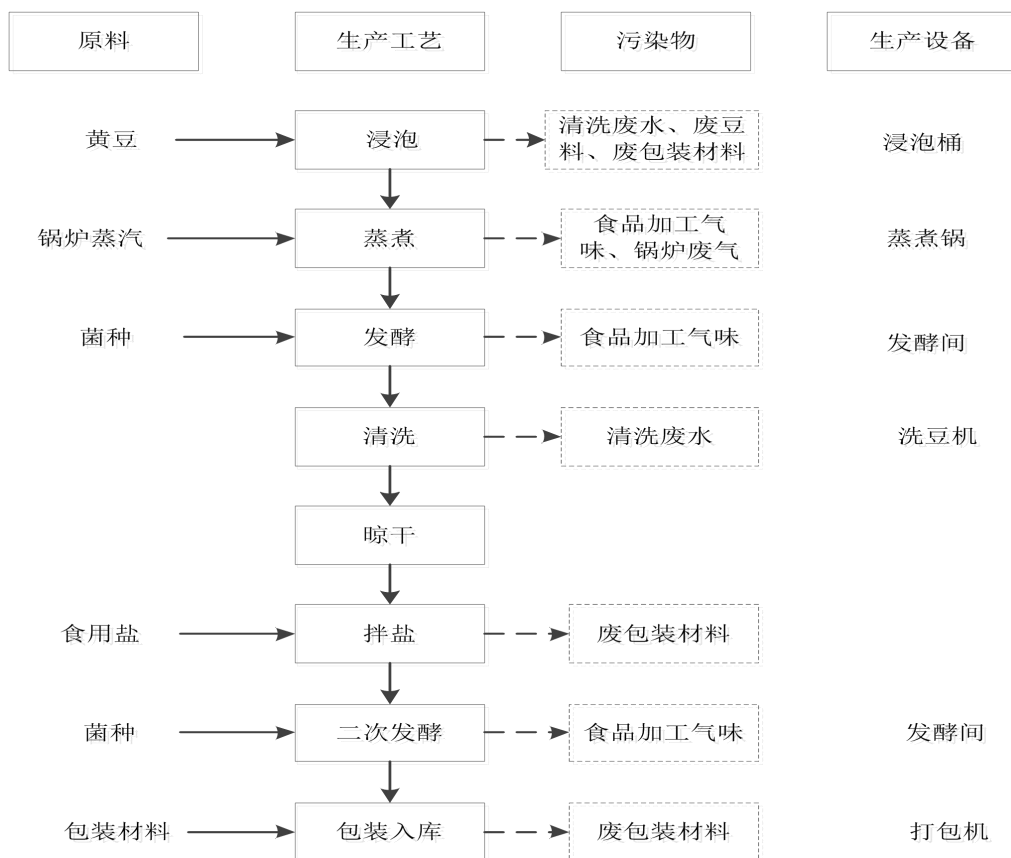 原料 生产工艺 污染物 生产设备
黄豆 浸泡 清洗废水、废豆
料、废包装材料 浸泡桶
锅炉蒸汽 蒸煮 食品加工气
味、锅炉废气 蒸煮锅
菌种 发酵 食品加工气味 发酵间
清洗 清洗废水 洗豆机
晾干
食用盐 拌盐 废包装材料
菌种 二次发酵 食品加工气味 发酵间
包装材料 包装入库 废包装材料 打包机